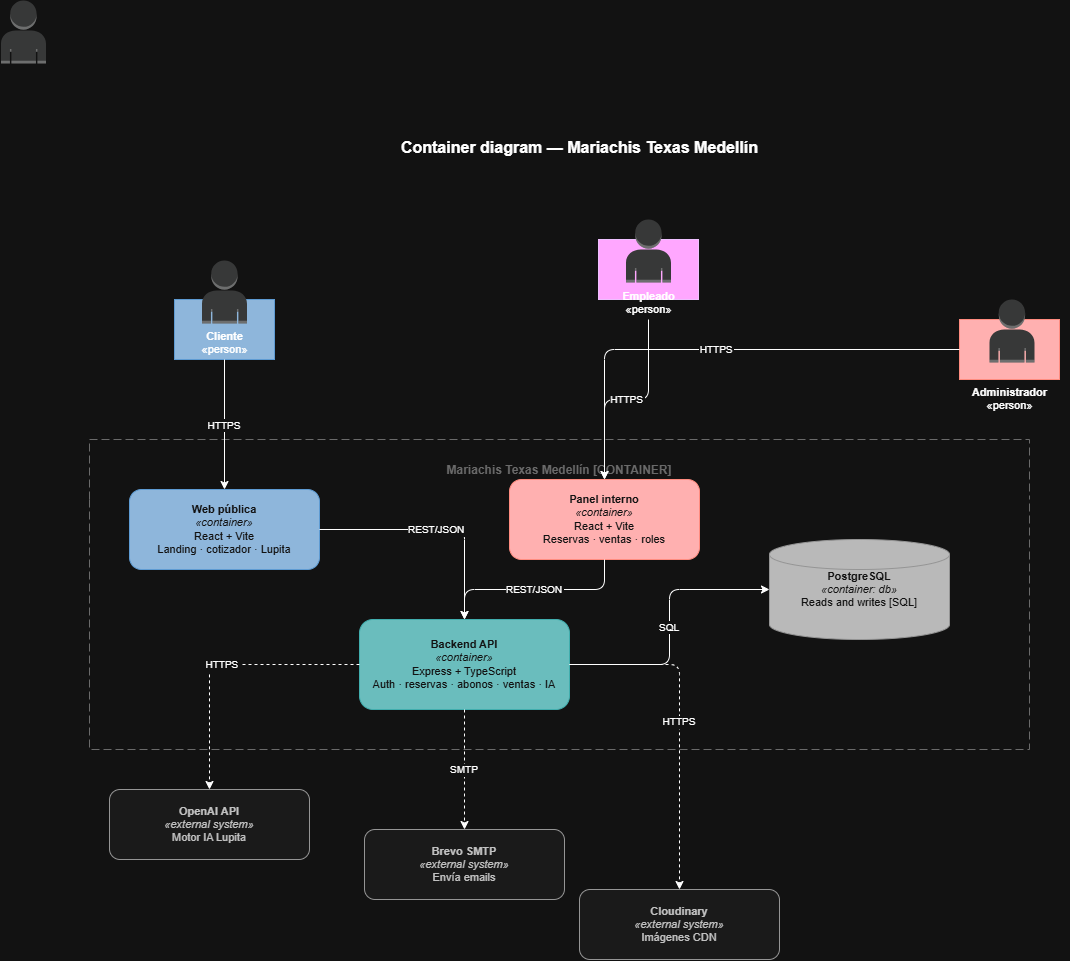 Container diagram — Mariachis Texas Medellín
Empleado
«person»
Cliente
«person»
HTTPS
Administrador
«person»
HTTPS
HTTPS
Mariachis Texas Medellín [CONTAINER]
Web pública
«container»
React + Vite
Landing · cotizador · Lupita
Panel interno
«container»
React + Vite
Reservas · ventas · roles
REST/JSON
REST/JSON
PostgreSQL
«container: db»
Reads and writes [SQL]
SQL
Backend API
«container»
Express + TypeScript
Auth · reservas · abonos · ventas · IA
HTTPS
HTTPS
SMTP
OpenAI API
«external system»
Motor IA Lupita
Brevo SMTP
«external system»
Envía emails
Cloudinary
«external system»
Imágenes CDN